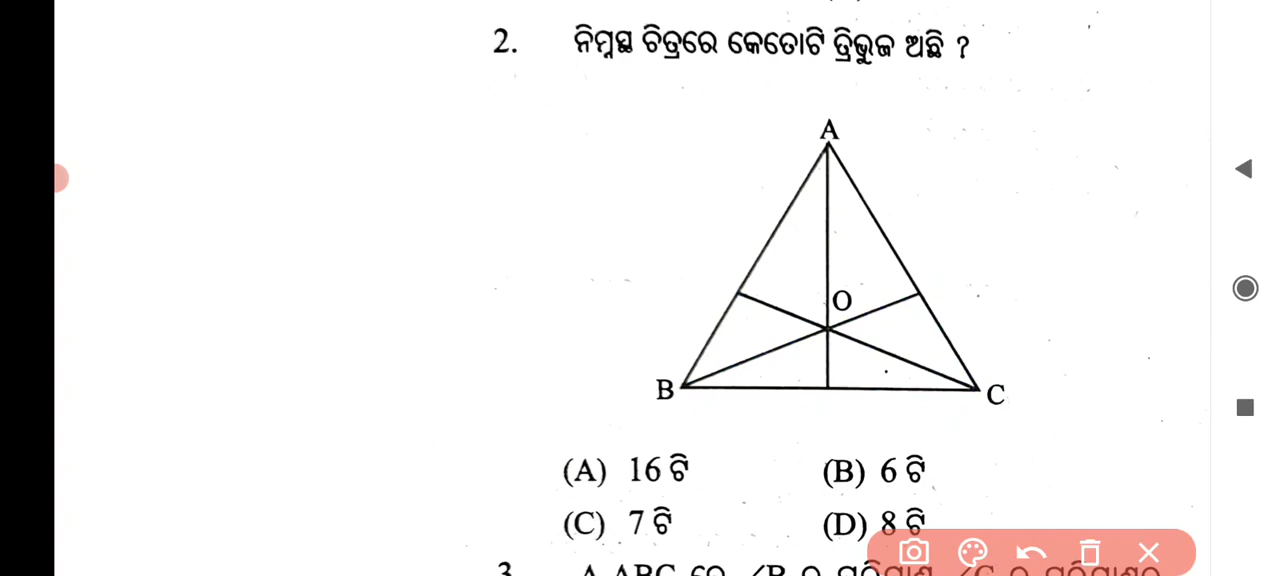 2. ନିମ୍ନସ୍ଥ ଚିତ୍ରରେ କେତୋଟି ତ୍ରିଭୁଜ ଅଛି ?
A
O
B
C
(A) 16 ଟି (B) 6 ଟି
(C) 7 ଟି (D) 8 ଟି